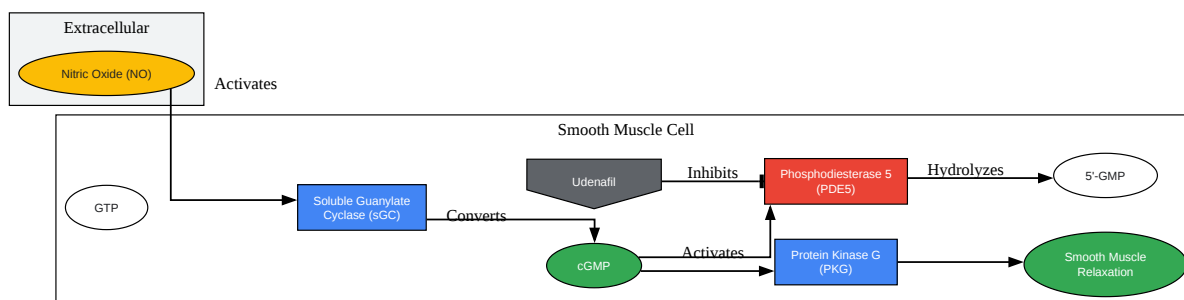 Extracellular
Nitric Oxide (NO)
Activates
Smooth Muscle Cell
GTP
Soluble Guanylate
Cyclase (sGC)
Converts
Udenafil
Inhibits
Phosphodiesterase 5
(PDE5)
Hydrolyzes
5'-GMP
cGMP
Activates
Protein Kinase G
(PKG)
Smooth Muscle
Relaxation